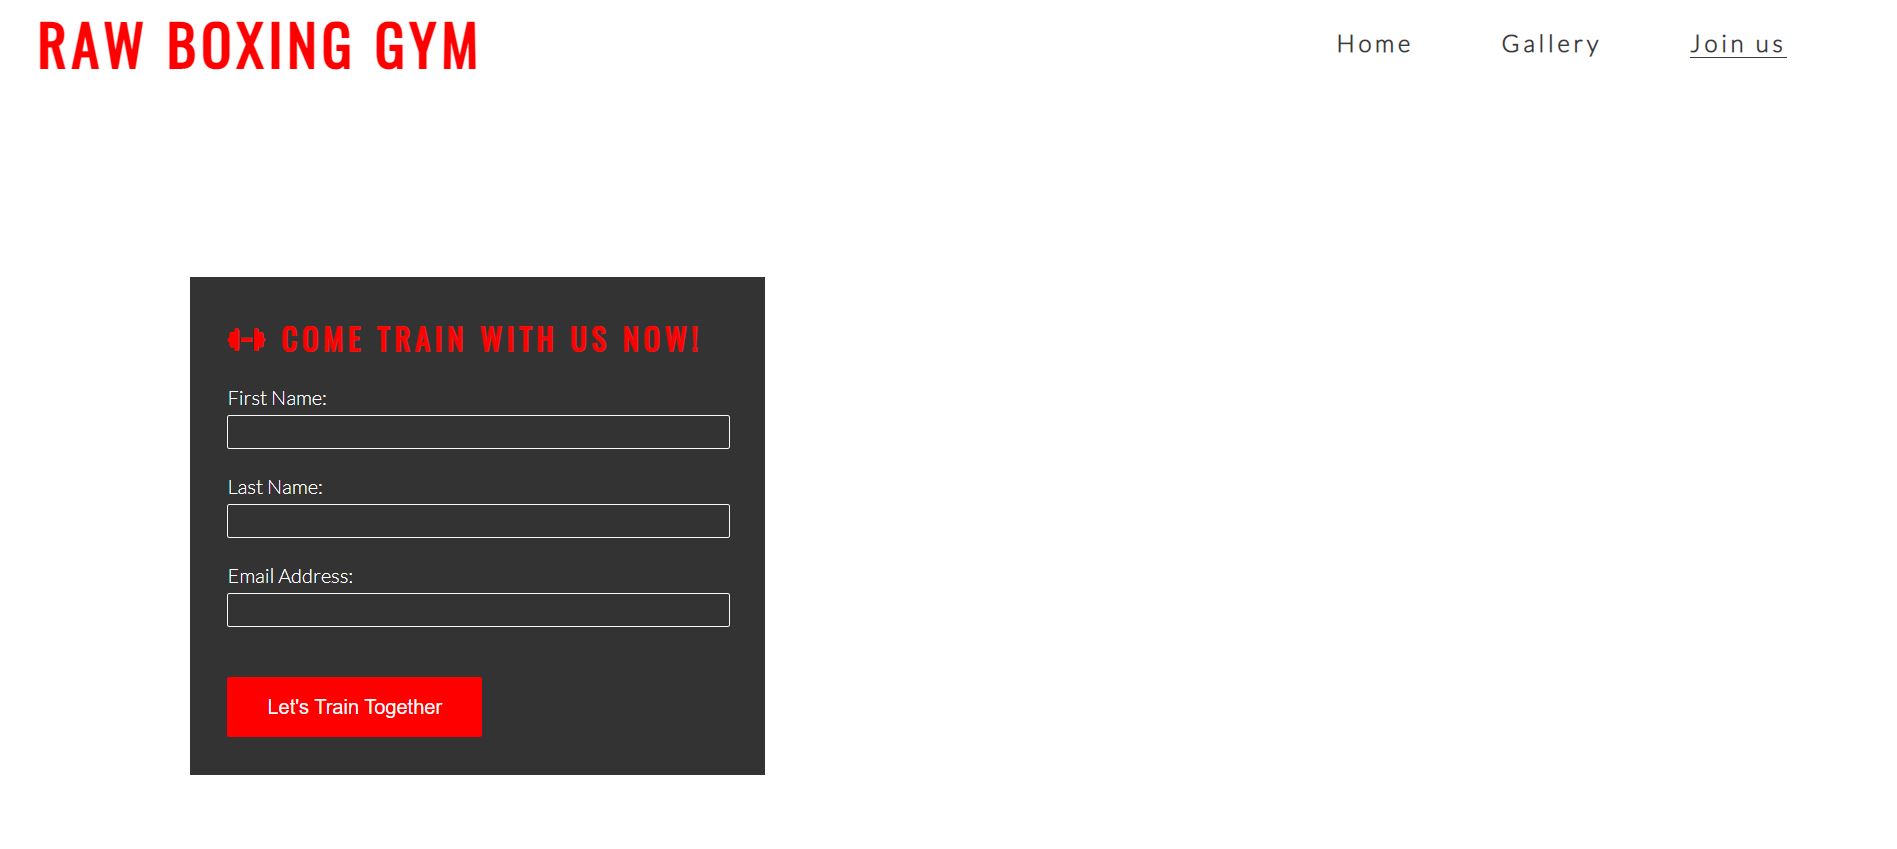 RAW BOXING GYM
Home Gallery Join us
COME TRAIN WITH US NOW!
First Name:
Last Name:
Email Address:
Let's Train Together